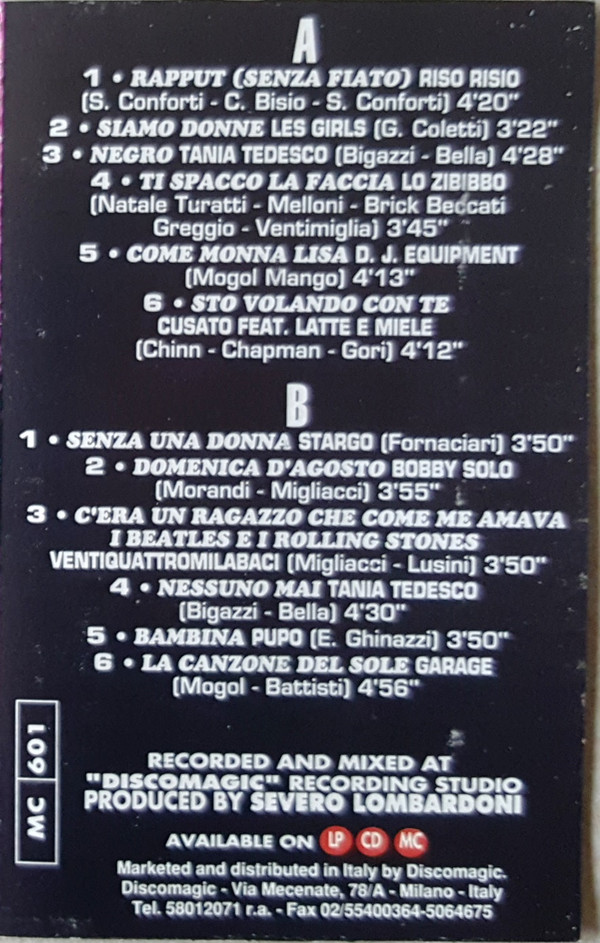 A
1 • RAPPUT (SENZA FIATO) RISO RISIO
(S. Conforti - C. Bisio - S. Conforti) 4'20"
2 • SIAMO DONNE LES GIRLS (G. Coletti) 3'22"
3 • NEGRO TANIA TEDESCO (Bigazzi - Bella) 4'28"
4 • TI SPACCO LA FACCIA LO ZIBIBBO
(Natale Turatti - Melloni - Brick Beccati
Greggio - Ventimiglia) 3'45"
5 • COME MONNA LISA D. J. EQUIPMENT
(Mogol Mango) 4'13"
6 • STO VOLANDO CON TE
CUSATO FEAT. LATTE E MIELE
(Chinn - Chapman - Gori) 4'12"
B
1 • SENZA UNA DONNA STARGO (Fornaciari) 3'50"
2 • DOMENICA D'AGOSTO BOBBY SOLO
(Morandi - Migliacci) 3'55"
3 • C'ERA UN RAGAZZO CHE COME ME AMAVA
I BEATLES E I ROLLING STONES
VENTIQUATTROMILABACI (Migliacci - Lusini) 3'50"
4 • NESSUNO MAI TANIA TEDESCO
(Bigazzi - Bella) 4'30"
5 • BAMBINA PUPO (E. Ghinazzi) 3'50"
6 • LA CANZONE DEL SOLE GARAGE
(Mogol - Battisti) 4'56"
MC 601
RECORDED AND MIXED AT
"DISCOMAGIC" RECORDING STUDIO
PRODUCED BY SEVERO LOMBARDONI
AVAILABLE ON LP CD MC
Marketed and distributed in Italy by Discomagic.
Discomagic - Via Mecenate, 78/A - Milano - Italy
Tel. 58012071 r.a. - Fax 02/55400364-5064675